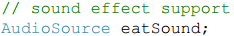 // sound effect support
AudioSource eatSound;